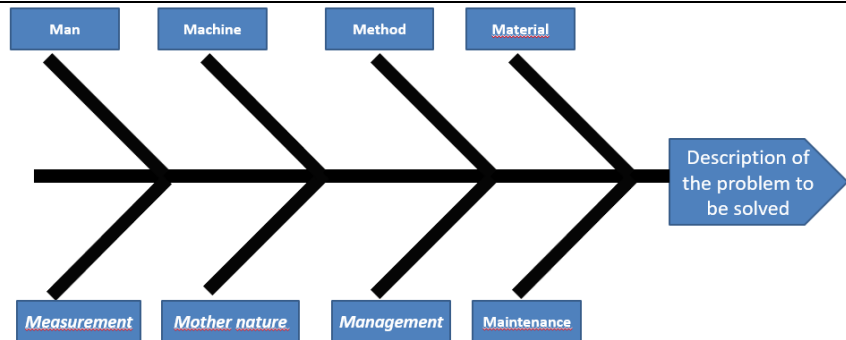 Man
Machine
Method
Material
Description of
the problem to
be solved
Measurement
Mother nature
Management
Maintenance